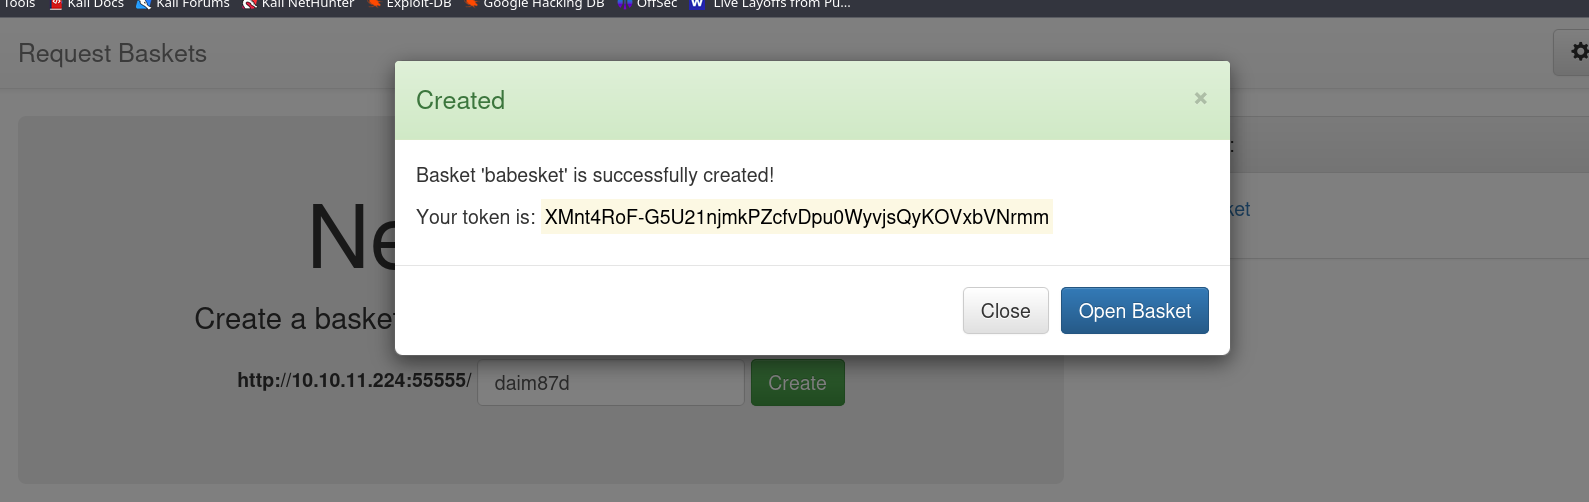 Tools Kali Docs Kali Forums Kali NetHunter Exploit-DB Google Hacking DB OffSec Live Layoffs from Pu...
Request Baskets
Created ×
Basket 'babesket' is successfully created!
Your token is: XMnt4RoF-G5U21njmkPZcfvDpu0WyvjsQyKOVxbVNrmm
Ne
ket
Create a basket
Close Open Basket
http://10.10.11.224:55555/ daim87d Create